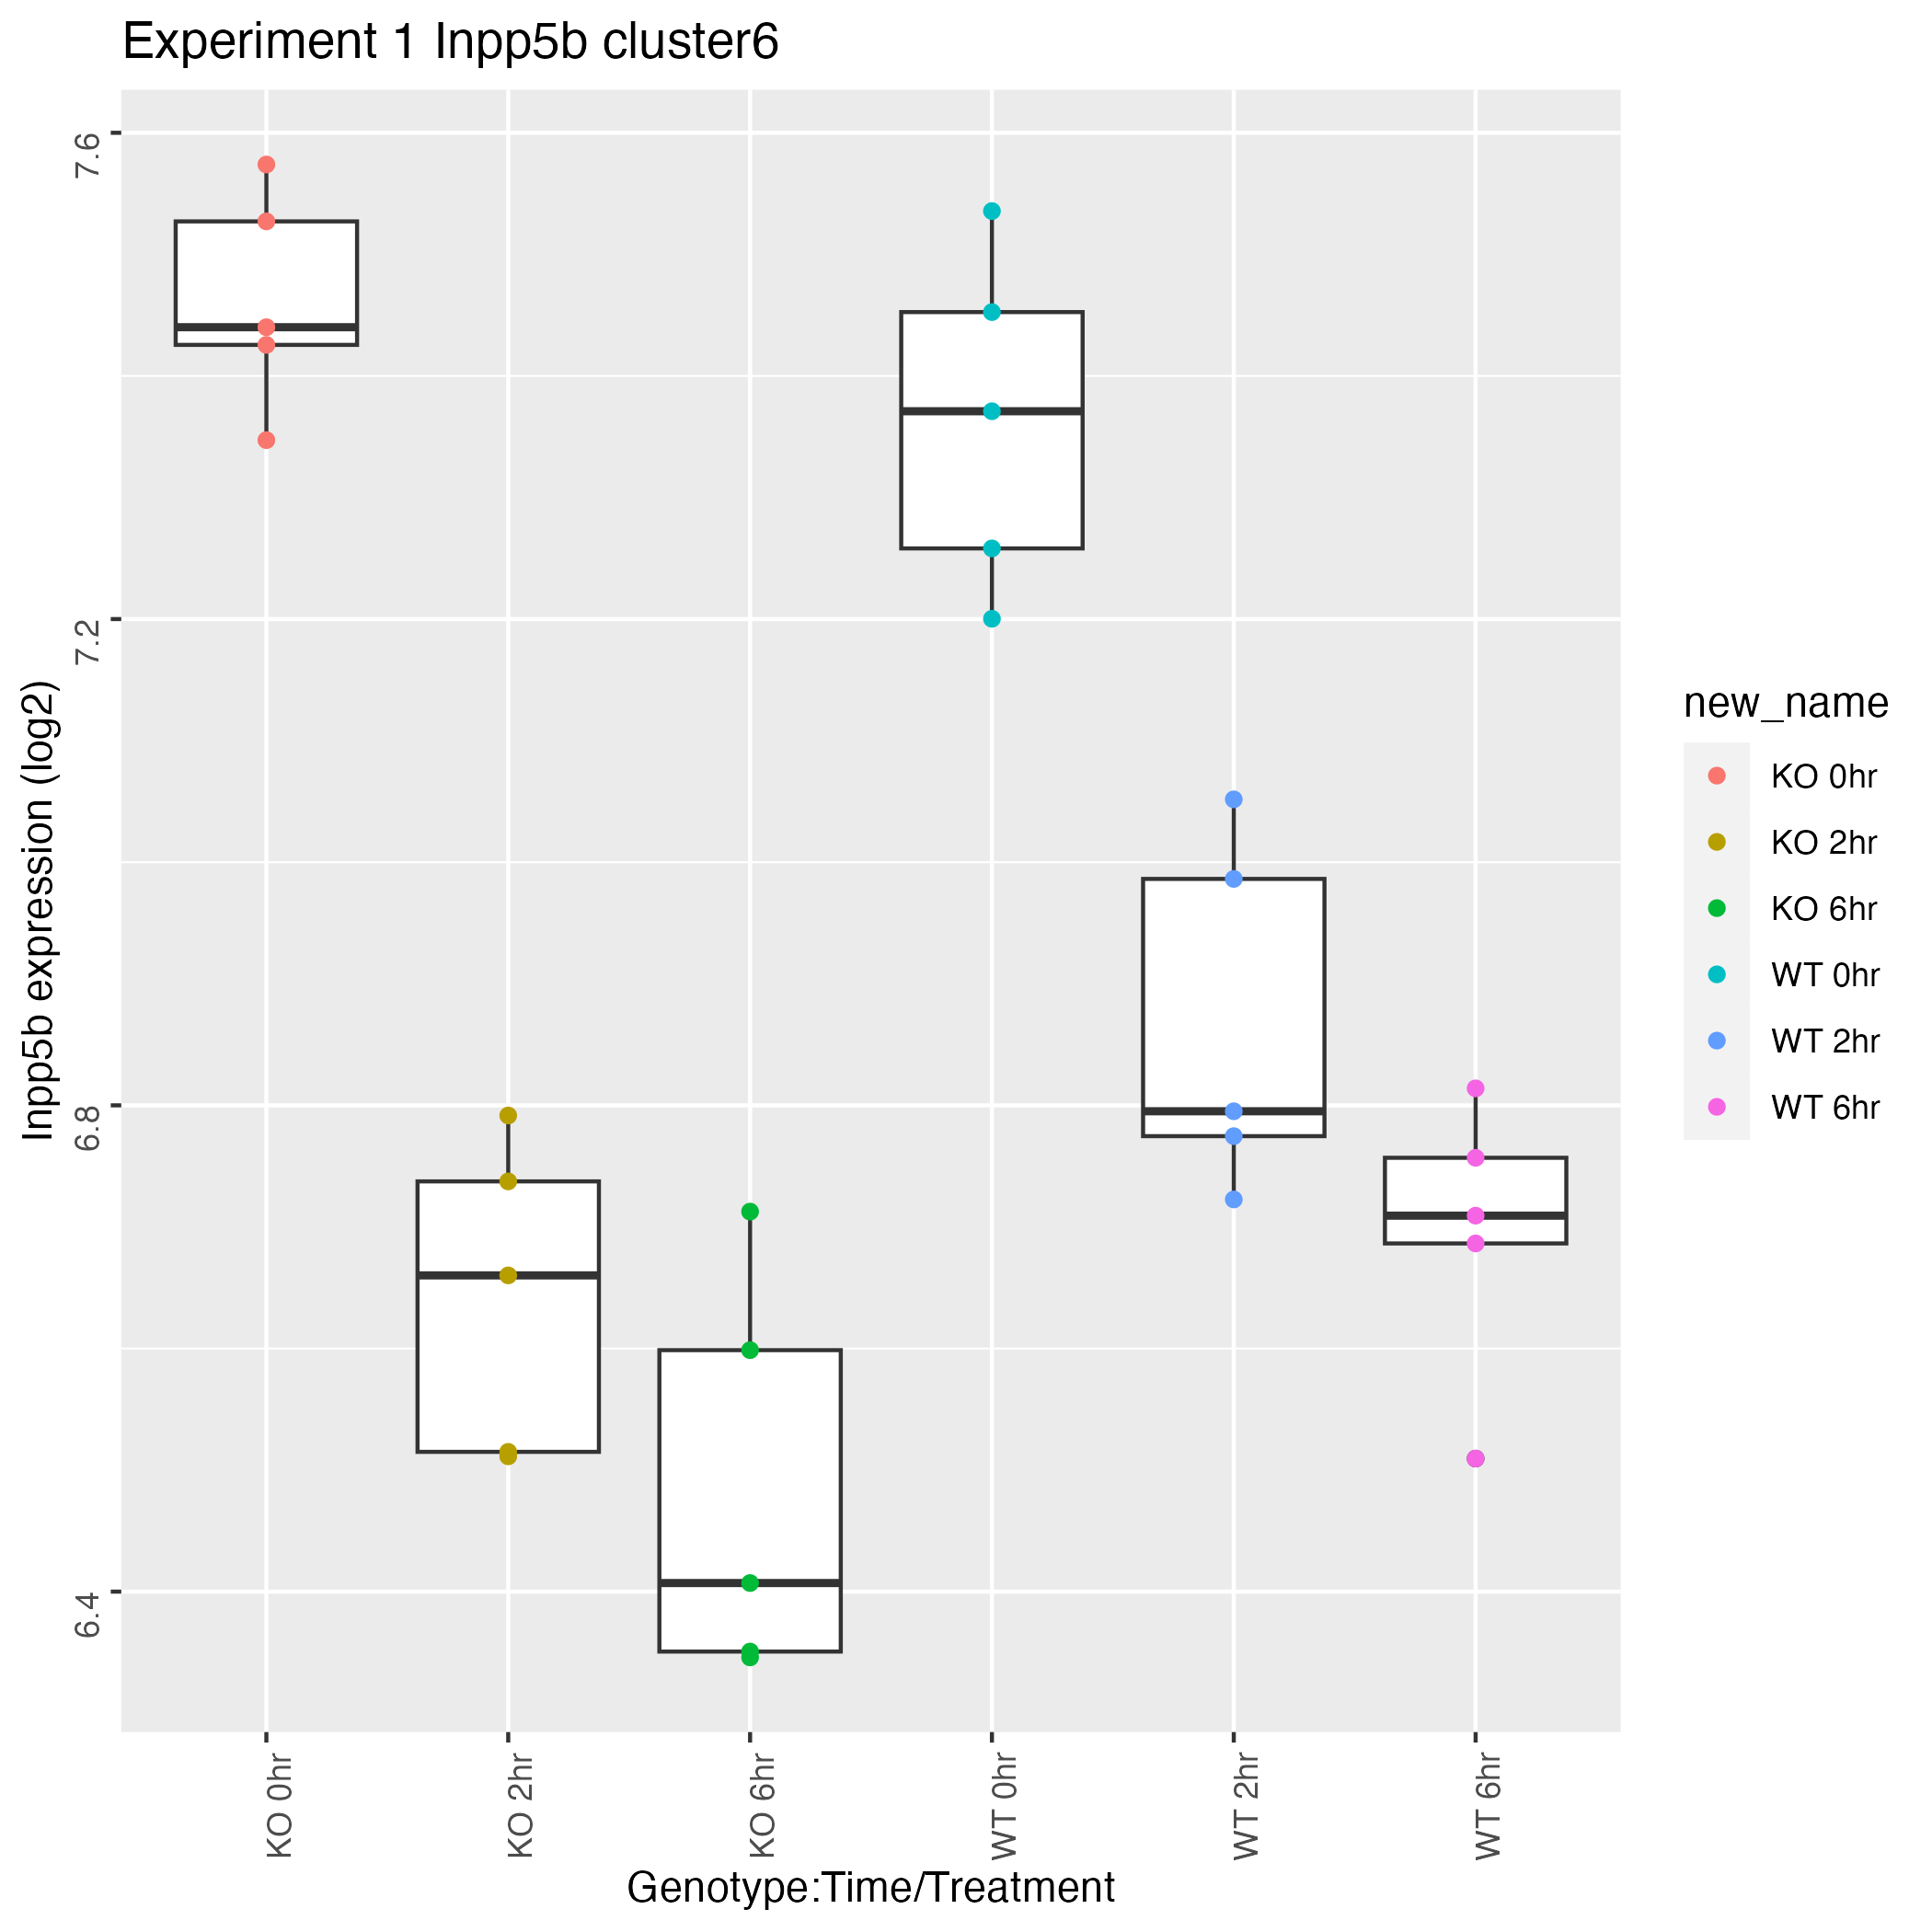 Experiment 1 Inpp5b cluster6
Inpp5b expression (log2)
7.6
7.2
6.8
6.4
KO 0hr
KO 2hr
KO 6hr
WT 0hr
WT 2hr
WT 6hr
Genotype:Time/Treatment
new_name
KO 0hr
KO 2hr
KO 6hr
WT 0hr
WT 2hr
WT 6hr